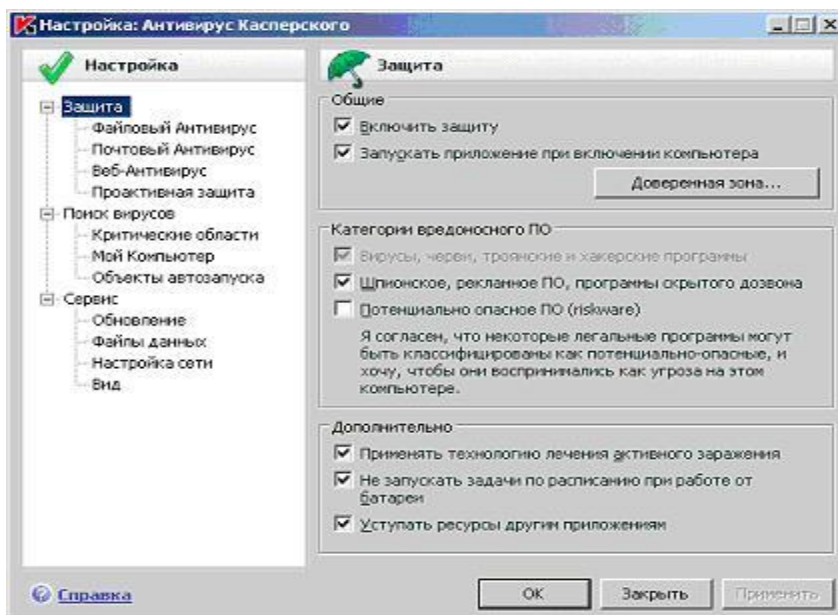 Настройка: Антивирус Касперского
Настройка
Защита
Файловый Антивирус
Почтовый Антивирус
Веб-Антивирус
Проактивная защита
Поиск вирусов
Критические области
Мой Компьютер
Объекты автозапуска
Сервис
Обновление
Файлы данных
Настройка сети
Вид
Защита
Общие
Включить защиту
Запускать приложение при включении компьютера
Доверенная зона...
Категории вредоносного ПО
Вирусы, черви, троянские и хакерские программы
Шпионское, рекланное ПО, программы скрытого дозвона
Потенциально опасное ПО (riskware)
Я согласен, что некоторые легальные программы могут
быть классифицированы как потенциально-опасные, и
хочу, чтобы они воспринимались как угроза на этом
компьютере.
Дополнительно
Применять технологию лечения активного заражения
Не запускать задачи по расписанию при работе от
батареи
Уступать ресурсы другим приложениям
Справка
ОК
Закрыть
Применить